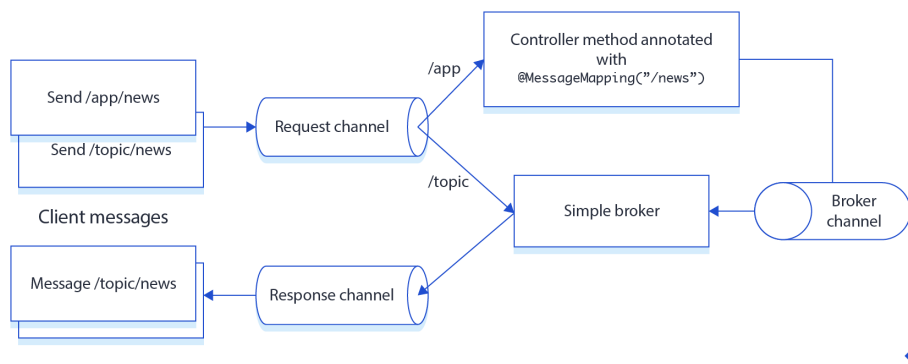 Send /app/news
Send /topic/news
Client messages
Message /topic/news
Request channel
Response channel
/app
/topic
Controller method annotated
with
@MessageMapping(”/news”)
Simple broker
Broker
channel